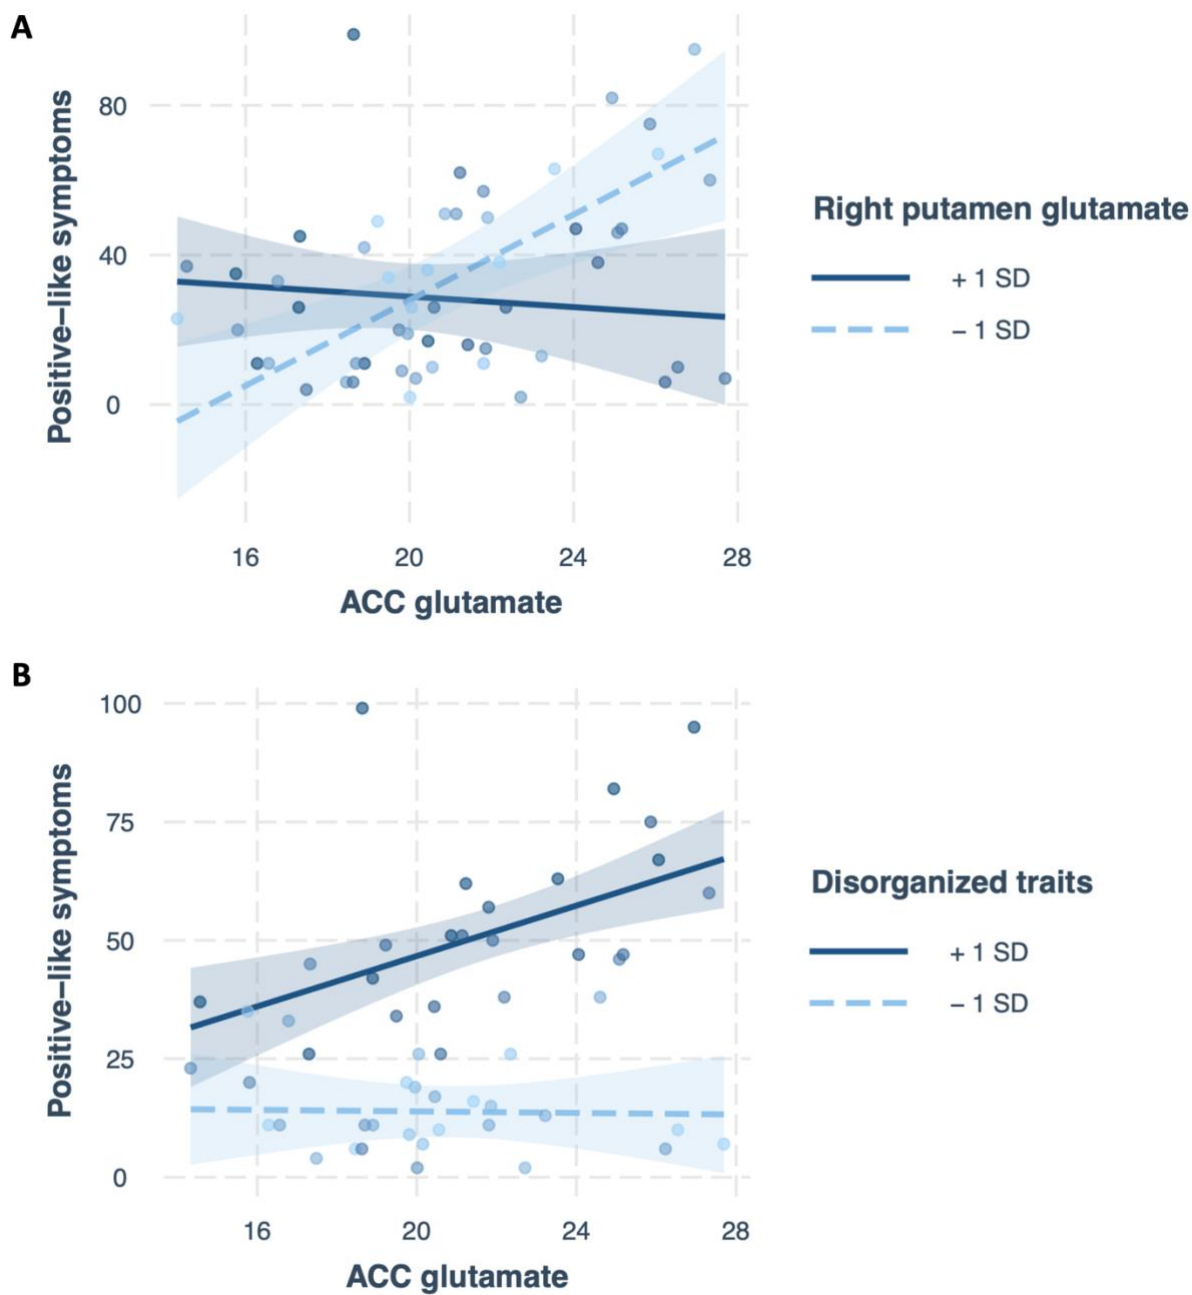 A
Positive–like symptoms
80
40
0
16 20 24 28
ACC glutamate
Right putamen glutamate
+ 1 SD
– 1 SD
B
Positive–like symptoms
100
75
50
25
0
16 20 24 28
ACC glutamate
Disorganized traits
+ 1 SD
– 1 SD